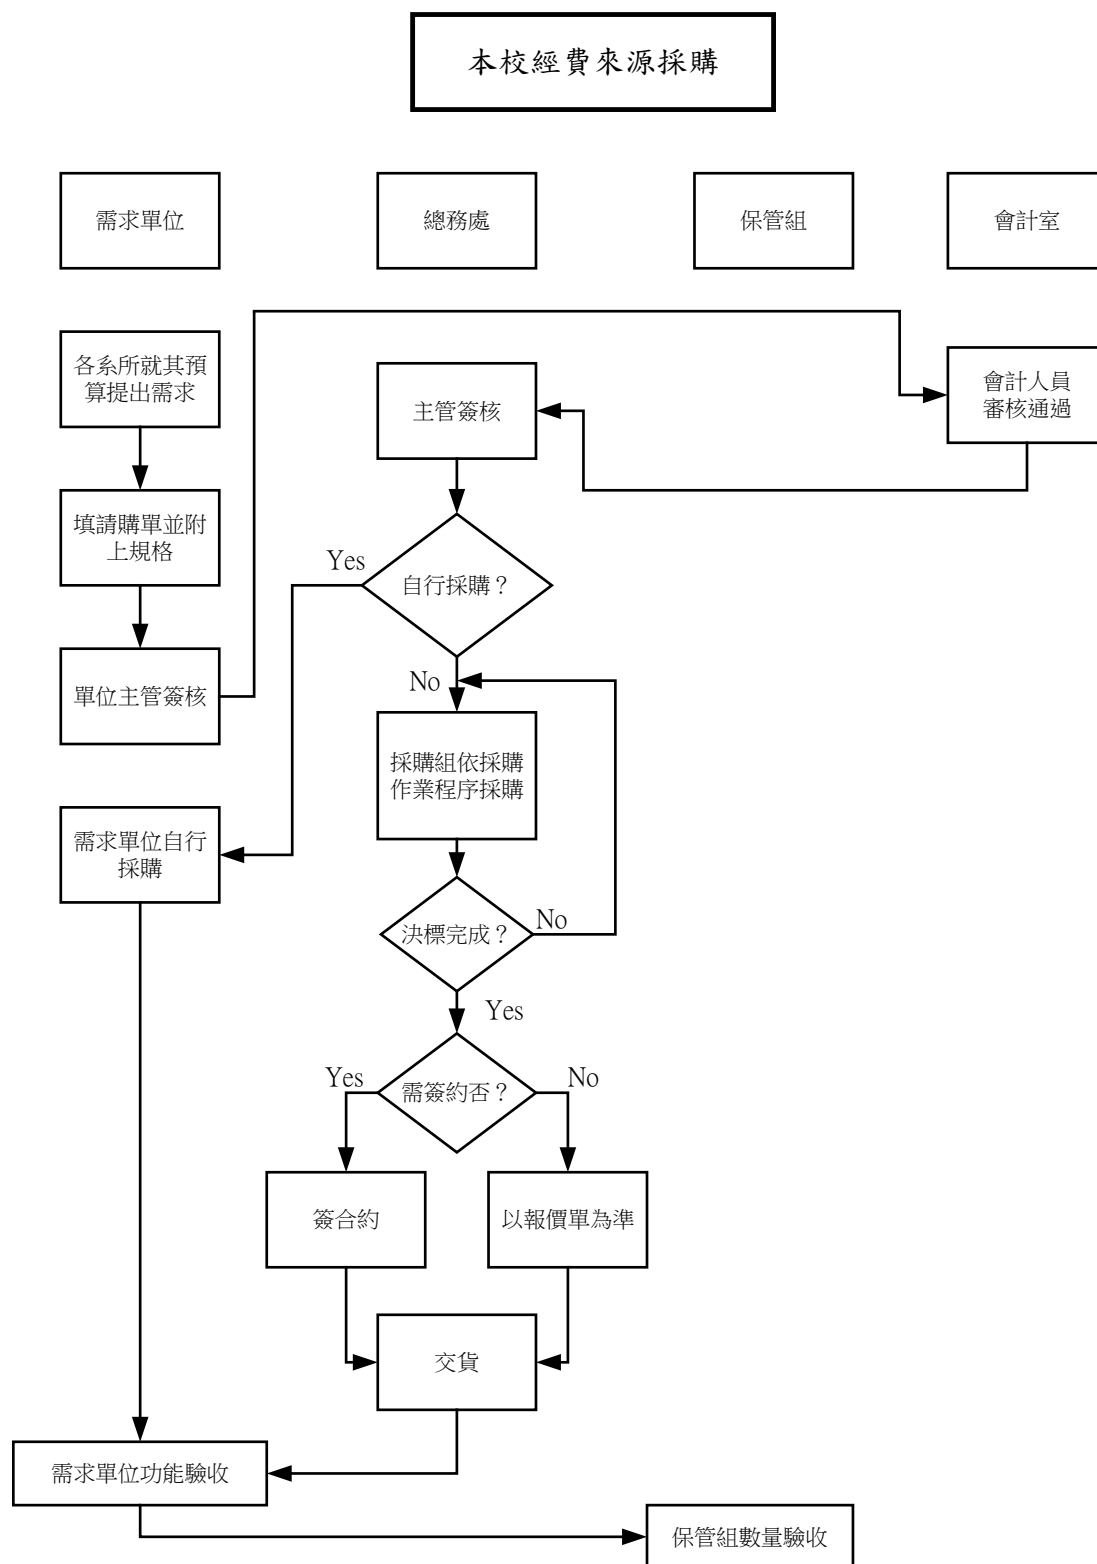 本校經費來源採購
需求單位
總務處
保管組
會計室
各系所就其預
算提出需求
主管簽核
會計人員
審核通過
填請購單並附
上規格
Yes
自行採購？
單位主管簽核
No
採購組依採購
作業程序採購
需求單位自行
採購
決標完成？
No
Yes
Yes
需簽約否？
No
簽合約
以報價單為準
交貨
需求單位功能驗收
保管組數量驗收